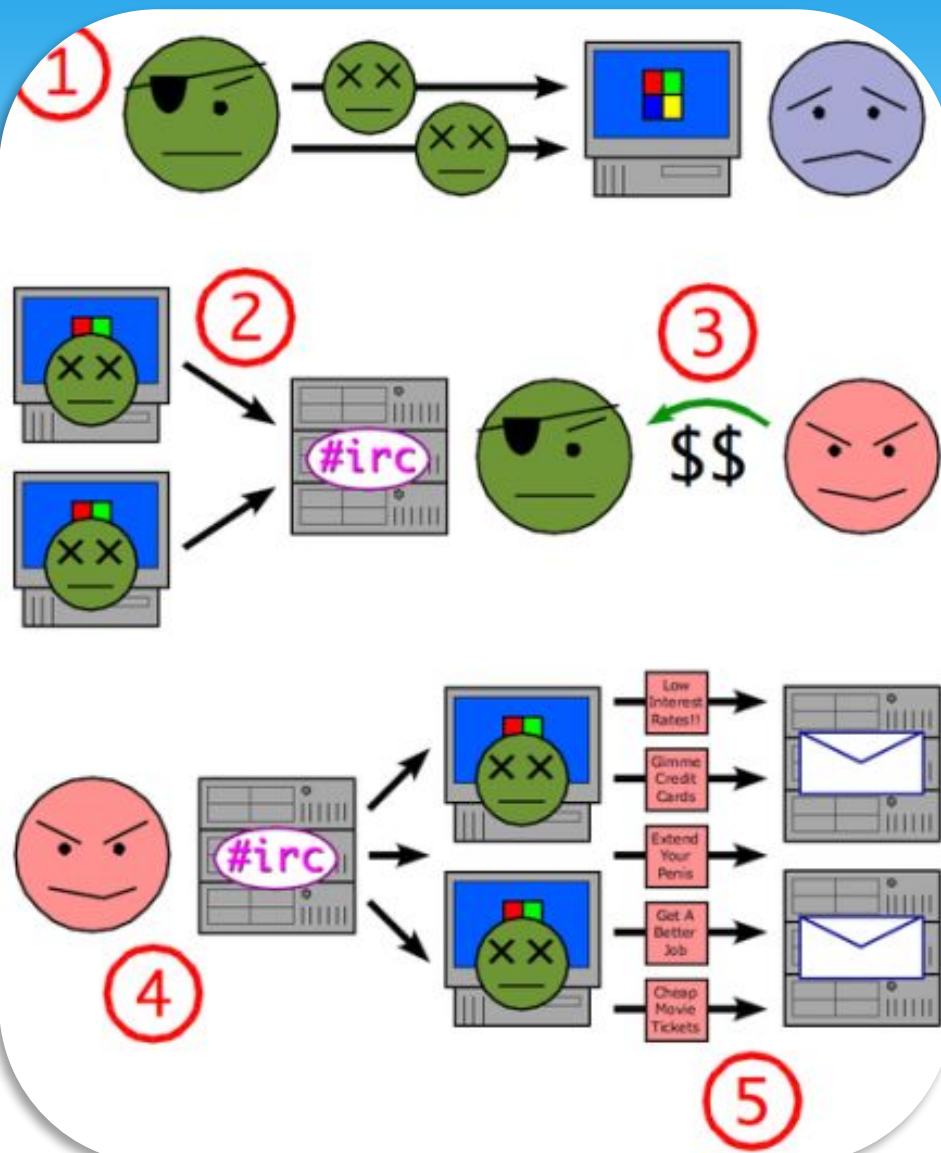 1
2
#irc
3
$$
#irc
4
Low
Interest
Rates!!
Gimme
Credit
Cards
Extend
Your
Penis
Get A
Better
Job
Cheap
Movie
Tickets
5